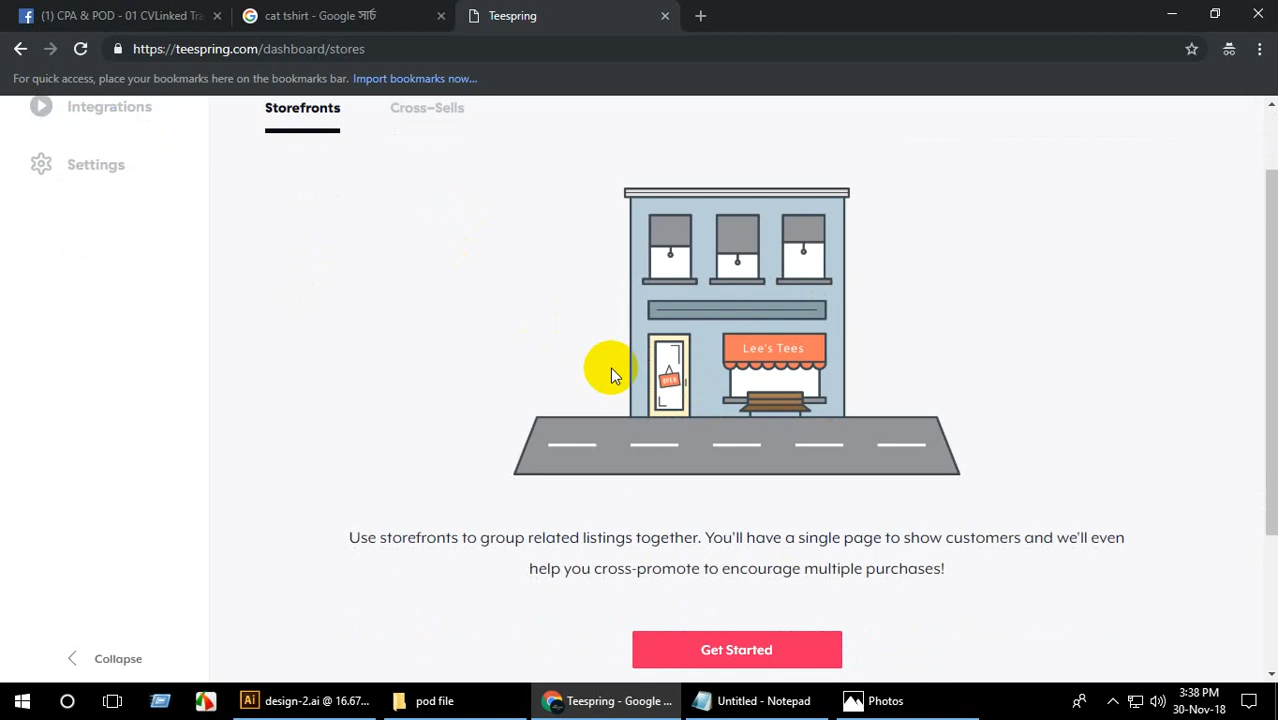 (1) CPA & POD - 01 CVLinked Tra
cat tshirt - Google সার্চ
Teespring
https://teespring.com/dashboard/stores
For quick access, place your bookmarks here on the bookmarks bar. Import bookmarks now...
Integrations
Storefronts
Cross-Sells
Settings
Lee's Tees
OPEN
Use storefronts to group related listings together. You'll have a single page to show customers and we'll even
help you cross-promote to encourage multiple purchases!
Get Started
Collapse
Ai
design-2.ai @ 16.67...
pod file
Teespring - Google ...
Untitled - Notepad
Photos
3:38 PM
30-Nov-18